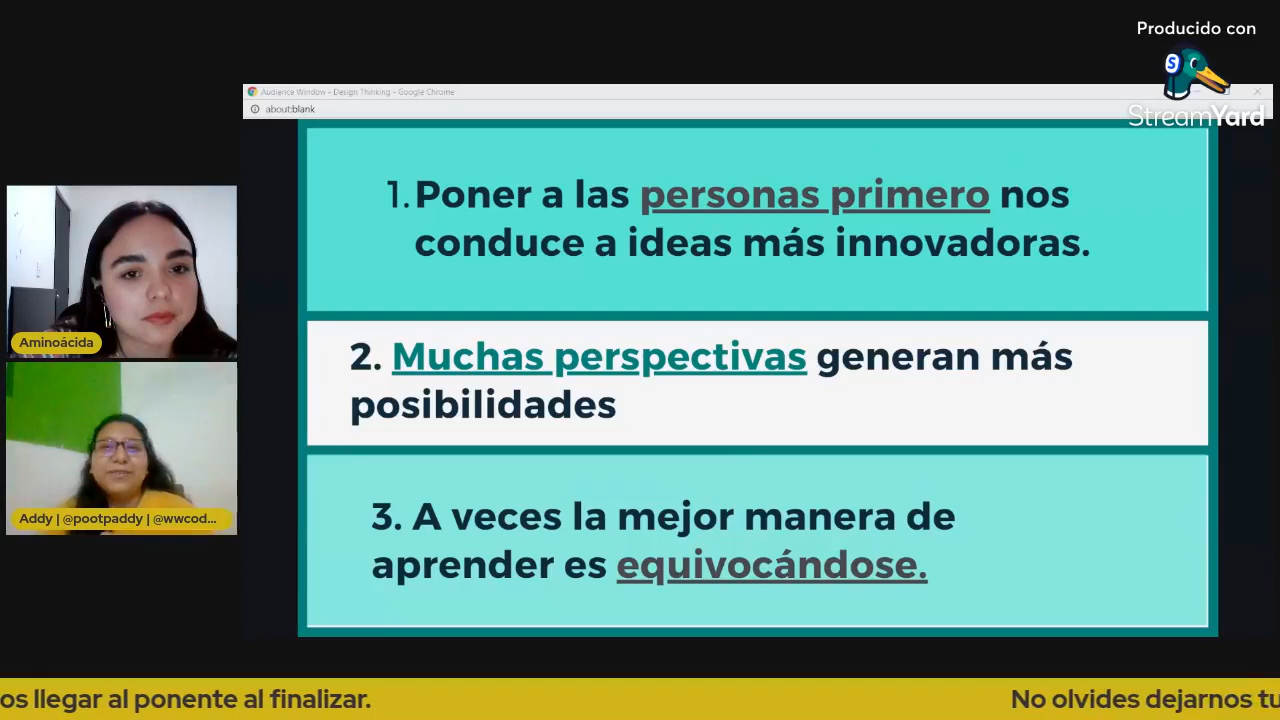 Producido con
StreamYard
Audience Window - Design Thinking - Google Chrome
about:blank
1. Poner a las personas primero nos
conduce a ideas más innovadoras.
2. Muchas perspectivas generan más
posibilidades
3. A veces la mejor manera de
aprender es equivocándose.
Aminoácida
Addy | @pootpaddy | @wwcod...
os llegar al ponente al finalizar.
No olvides dejarnos tu